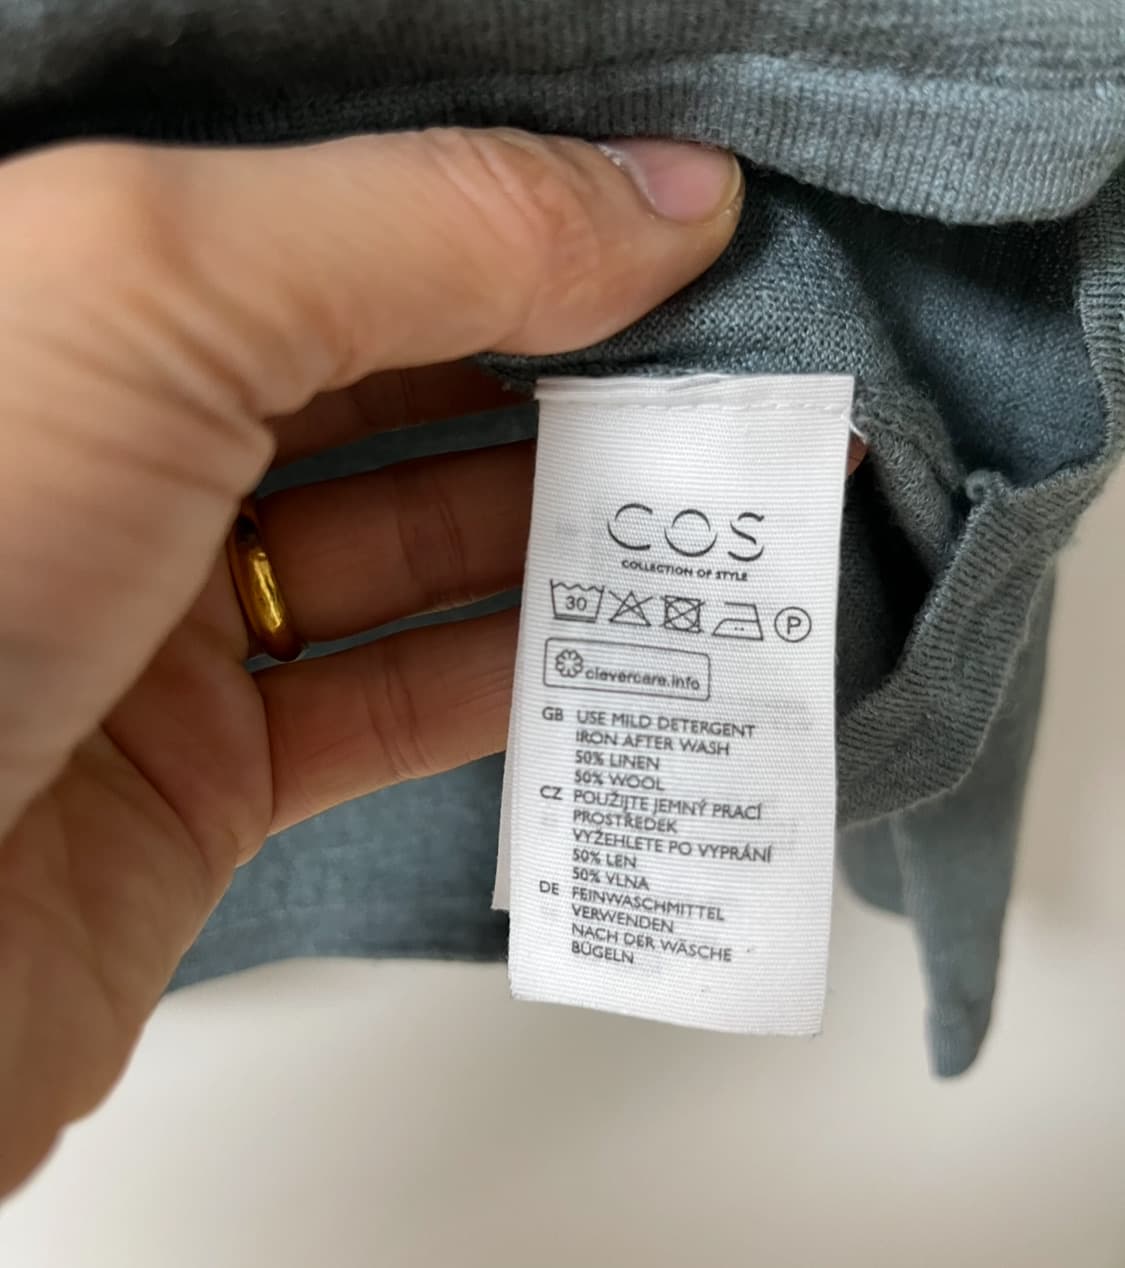 COS
COLLECTION OF STYLE
30 P
clevercare.info
GB USE MILD DETERGENT
IRON AFTER WASH
50% LINEN
50% WOOL
CZ POUŽIJTE JEMNÝ PRACÍ
PROSTŘEDEK
VYŽEHLETE PO VYPRÁNÍ
50% LEN
50% VLNA
DE FEINWASCHMITTEL
VERWENDEN
NACH DER WÄSCHE
BÜGELN